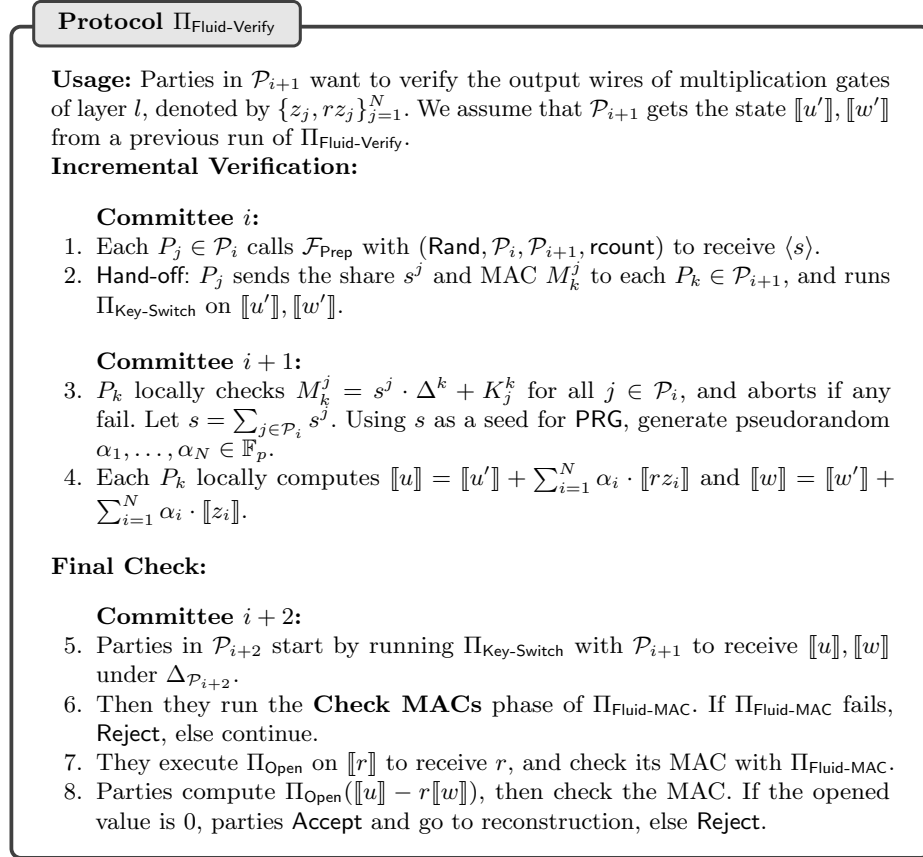 Protocol Π_Fluid-Verify
Usage: Parties in 𝒫_{i+1} want to verify the output wires of multiplication gates
of layer l, denoted by {z_j, rz_j}_{j=1}^N. We assume that 𝒫_{i+1} gets the state ⟦u′⟧, ⟦w′⟧
from a previous run of Π_Fluid-Verify.
Incremental Verification:
Committee i:
1. Each P_j ∈ 𝒫_i calls ℱ_Prep with (Rand, 𝒫_i, 𝒫_{i+1}, rcount) to receive ⟨s⟩.
2. Hand-off: P_j sends the share s^j and MAC M_k^j to each P_k ∈ 𝒫_{i+1}, and runs
Π_Key-Switch on ⟦u′⟧, ⟦w′⟧.
Committee i + 1:
3. P_k locally checks M_k^j = s^j · Δ^k + K_j^k for all j ∈ 𝒫_i, and aborts if any
fail. Let s = ∑_{j∈𝒫_i} s^j. Using s as a seed for PRG, generate pseudorandom
α_1, . . . , α_N ∈ 𝔽_p.
4. Each P_k locally computes ⟦u⟧ = ⟦u′⟧ + ∑_{i=1}^N α_i · ⟦rz_i⟧ and ⟦w⟧ = ⟦w′⟧ +
∑_{i=1}^N α_i · ⟦z_i⟧.
Final Check:
Committee i + 2:
5. Parties in 𝒫_{i+2} start by running Π_Key-Switch with 𝒫_{i+1} to receive ⟦u⟧, ⟦w⟧
under Δ_{𝒫_{i+2}}.
6. Then they run the Check MACs phase of Π_Fluid-MAC. If Π_Fluid-MAC fails,
Reject, else continue.
7. They execute Π_Open on ⟦r⟧ to receive r, and check its MAC with Π_Fluid-MAC.
8. Parties compute Π_Open(⟦u⟧ − r⟦w⟧), then check the MAC. If the opened
value is 0, parties Accept and go to reconstruction, else Reject.